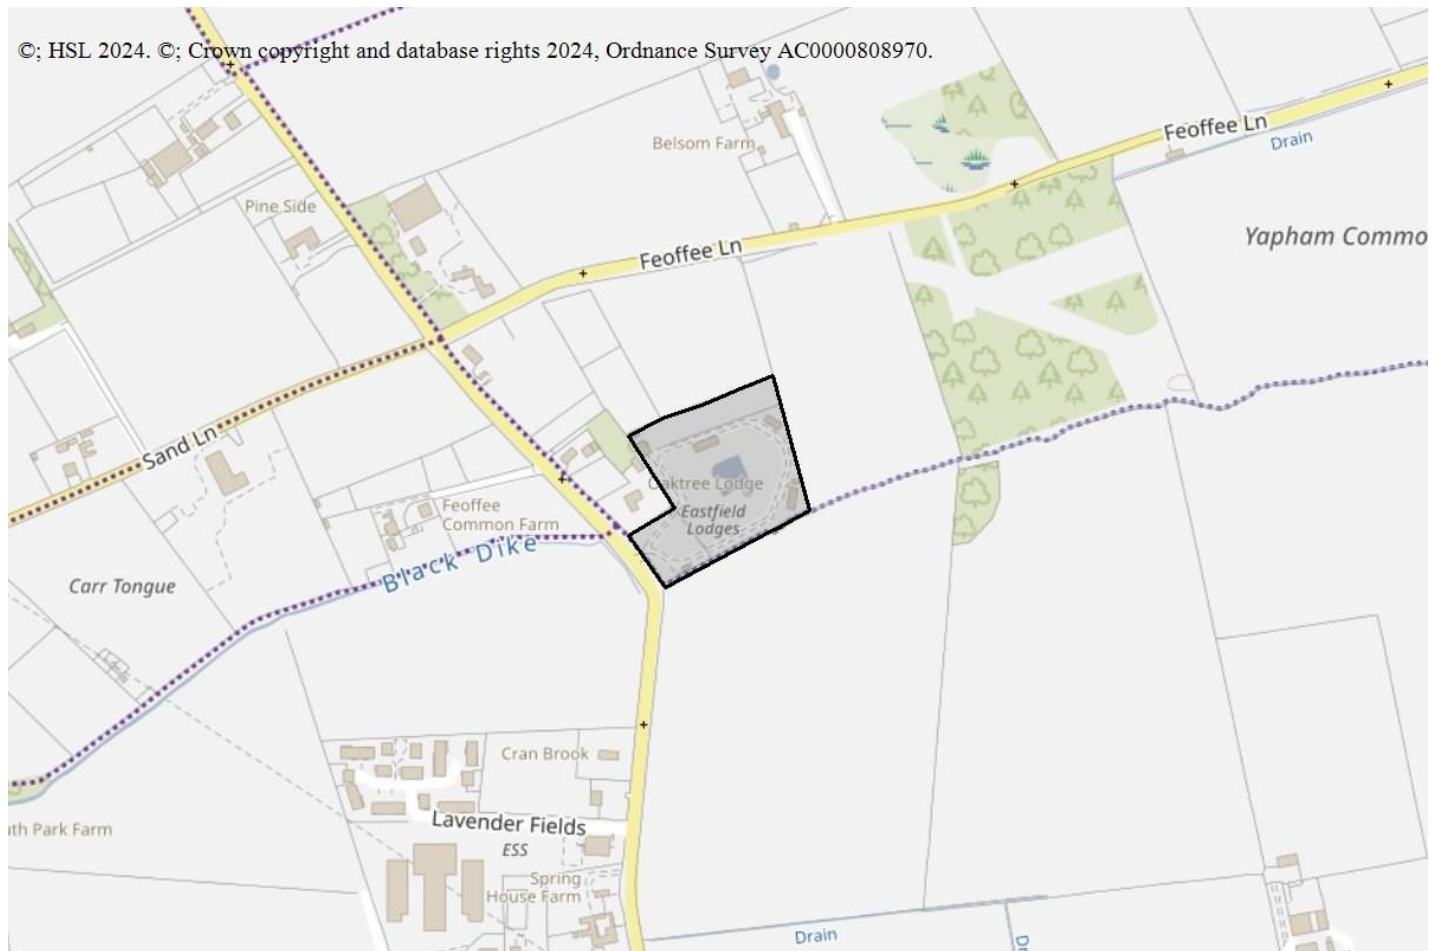 ©; HSL 2024. ©; Crown copyright and database rights 2024, Ordnance Survey AC0000808970.
Feoffee Ln
Drain
Belsom Farm
Pine Side
Yapham Commo
Feoffee Ln
Sand Ln
Oaktree Lodge
Eastfield
Lodges
Feoffee
Common Farm
Black Dike
Carr Tongue
Cran Brook
Lavender Fields
uth Park Farm
ESS
Spring
House Farm
Drain
Dr